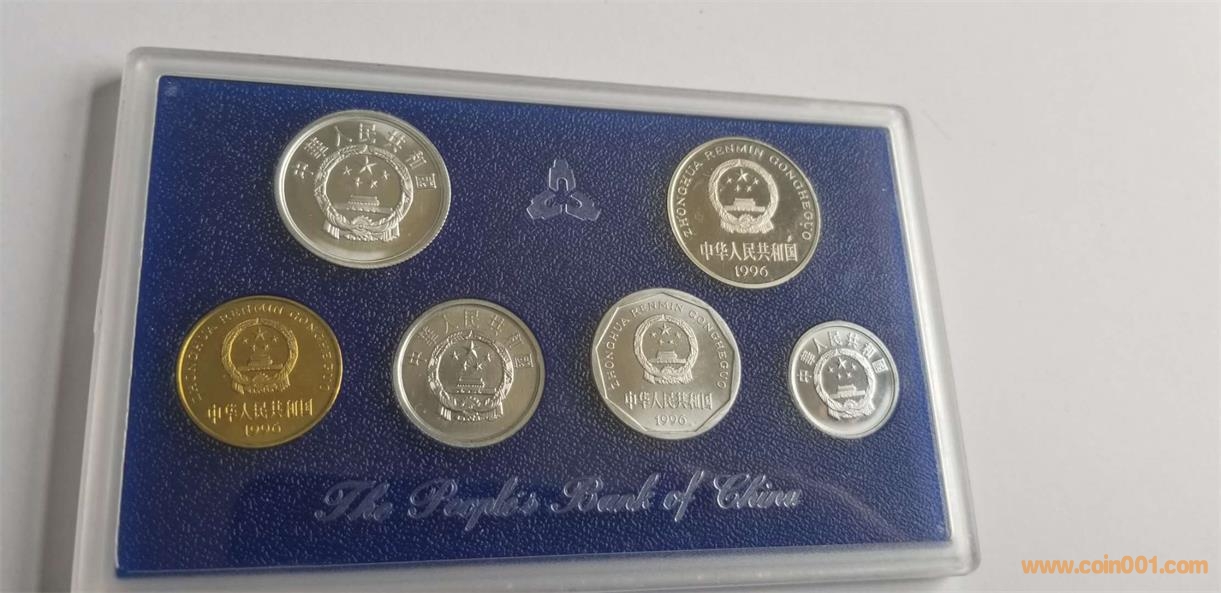 中華人民共和國
ZHONGHUA RENMIN GONGHEGUO
中华人民共和国
1996
ZHONGHUA RENMIN GONGHEGUO
中华人民共和国
1996
中華人民共和國
ZHONGHUA RENMIN GONGHEGUO
中华人民共和国
1996
中華人民共和國
The People's Bank of China
www.coin001.com